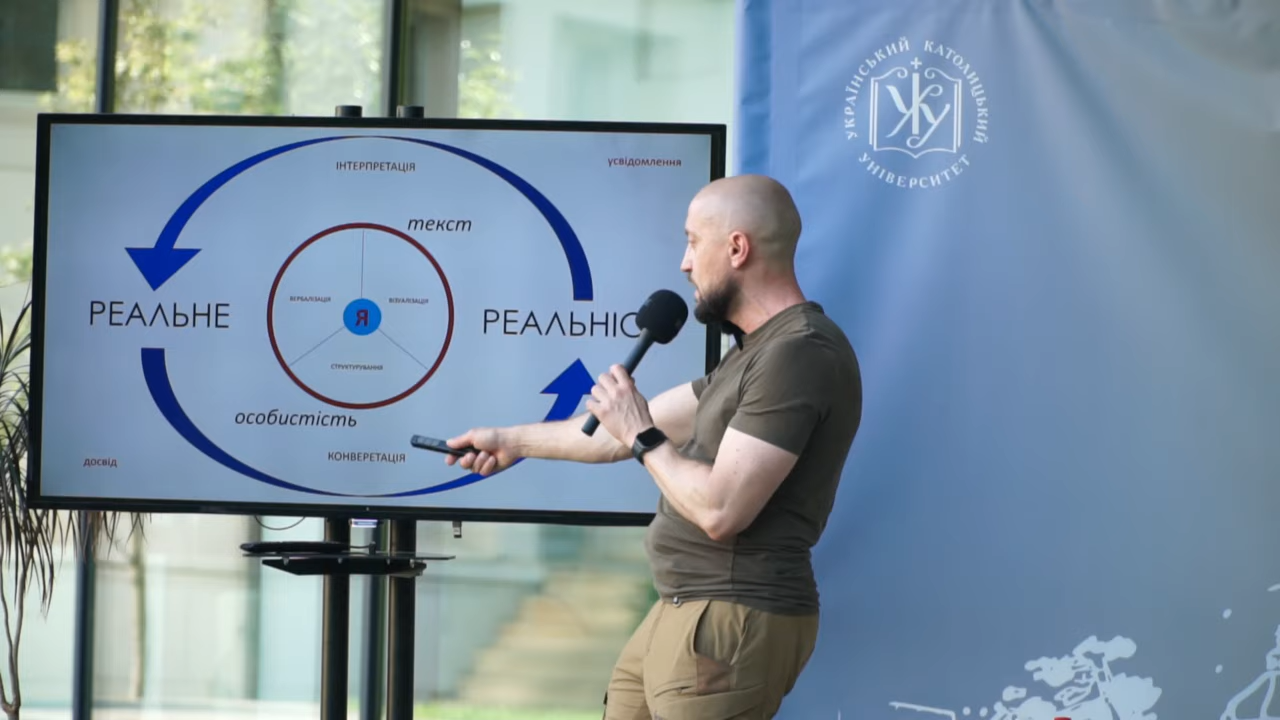 ІНТЕРПРЕТАЦІЯ
усвідомлення
текст
ВЕРБАЛІЗАЦІЯ
ВІЗУАЛІЗАЦІЯ
РЕАЛЬНЕ
Я
РЕАЛЬНІС
СТРУКТУРУВАННЯ
особистість
КОНВЕРЕТАЦІЯ
досвід
УКРАЇНСЬКИЙ КАТОЛИЦЬКИЙ
УНІВЕРСИТЕТ
УКУ